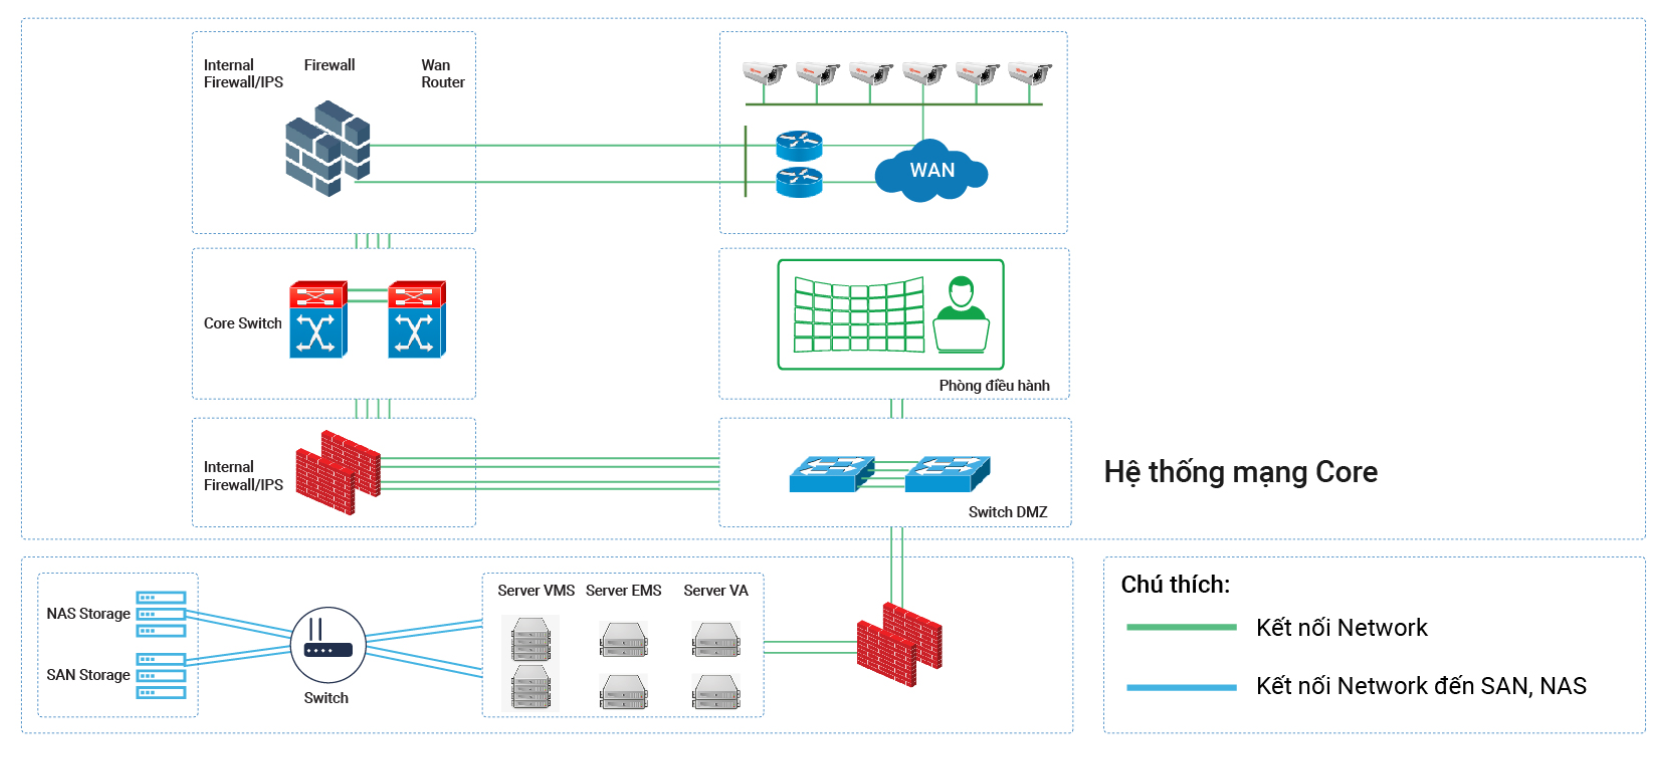 Internal
Firewall/IPS
Firewall
Wan
Router
WAN
Core Switch
Phòng điều hành
Internal
Firewall/IPS
Switch DMZ
Hệ thống mạng Core
NAS Storage
SAN Storage
Switch
Server VMS
Server EMS
Server VA
Chú thích:
Kết nối Network
Kết nối Network đến SAN, NAS